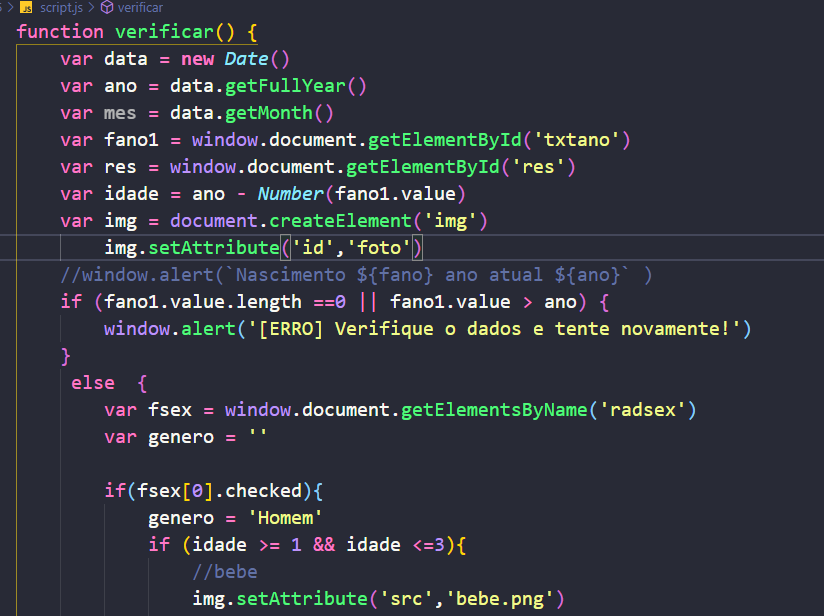 script.js > verificar
function verificar() {
var data = new Date()
var ano = data.getFullYear()
var mes = data.getMonth()
var fano1 = window.document.getElementById('txtano')
var res = window.document.getElementById('res')
var idade = ano - Number(fano1.value)
var img = document.createElement('img')
img.setAttribute('id','foto')
//window.alert(`Nascimento ${fano} ano atual ${ano}` )
if (fano1.value.length ==0 || fano1.value > ano) {
window.alert('[ERRO] Verifique o dados e tente novamente!')
}
else  {
var fsex = window.document.getElementsByName('radsex')
var genero = ''
if(fsex[0].checked){
genero = 'Homem'
if (idade >= 1 && idade <=3){
//bebe
img.setAttribute('src','bebe.png')